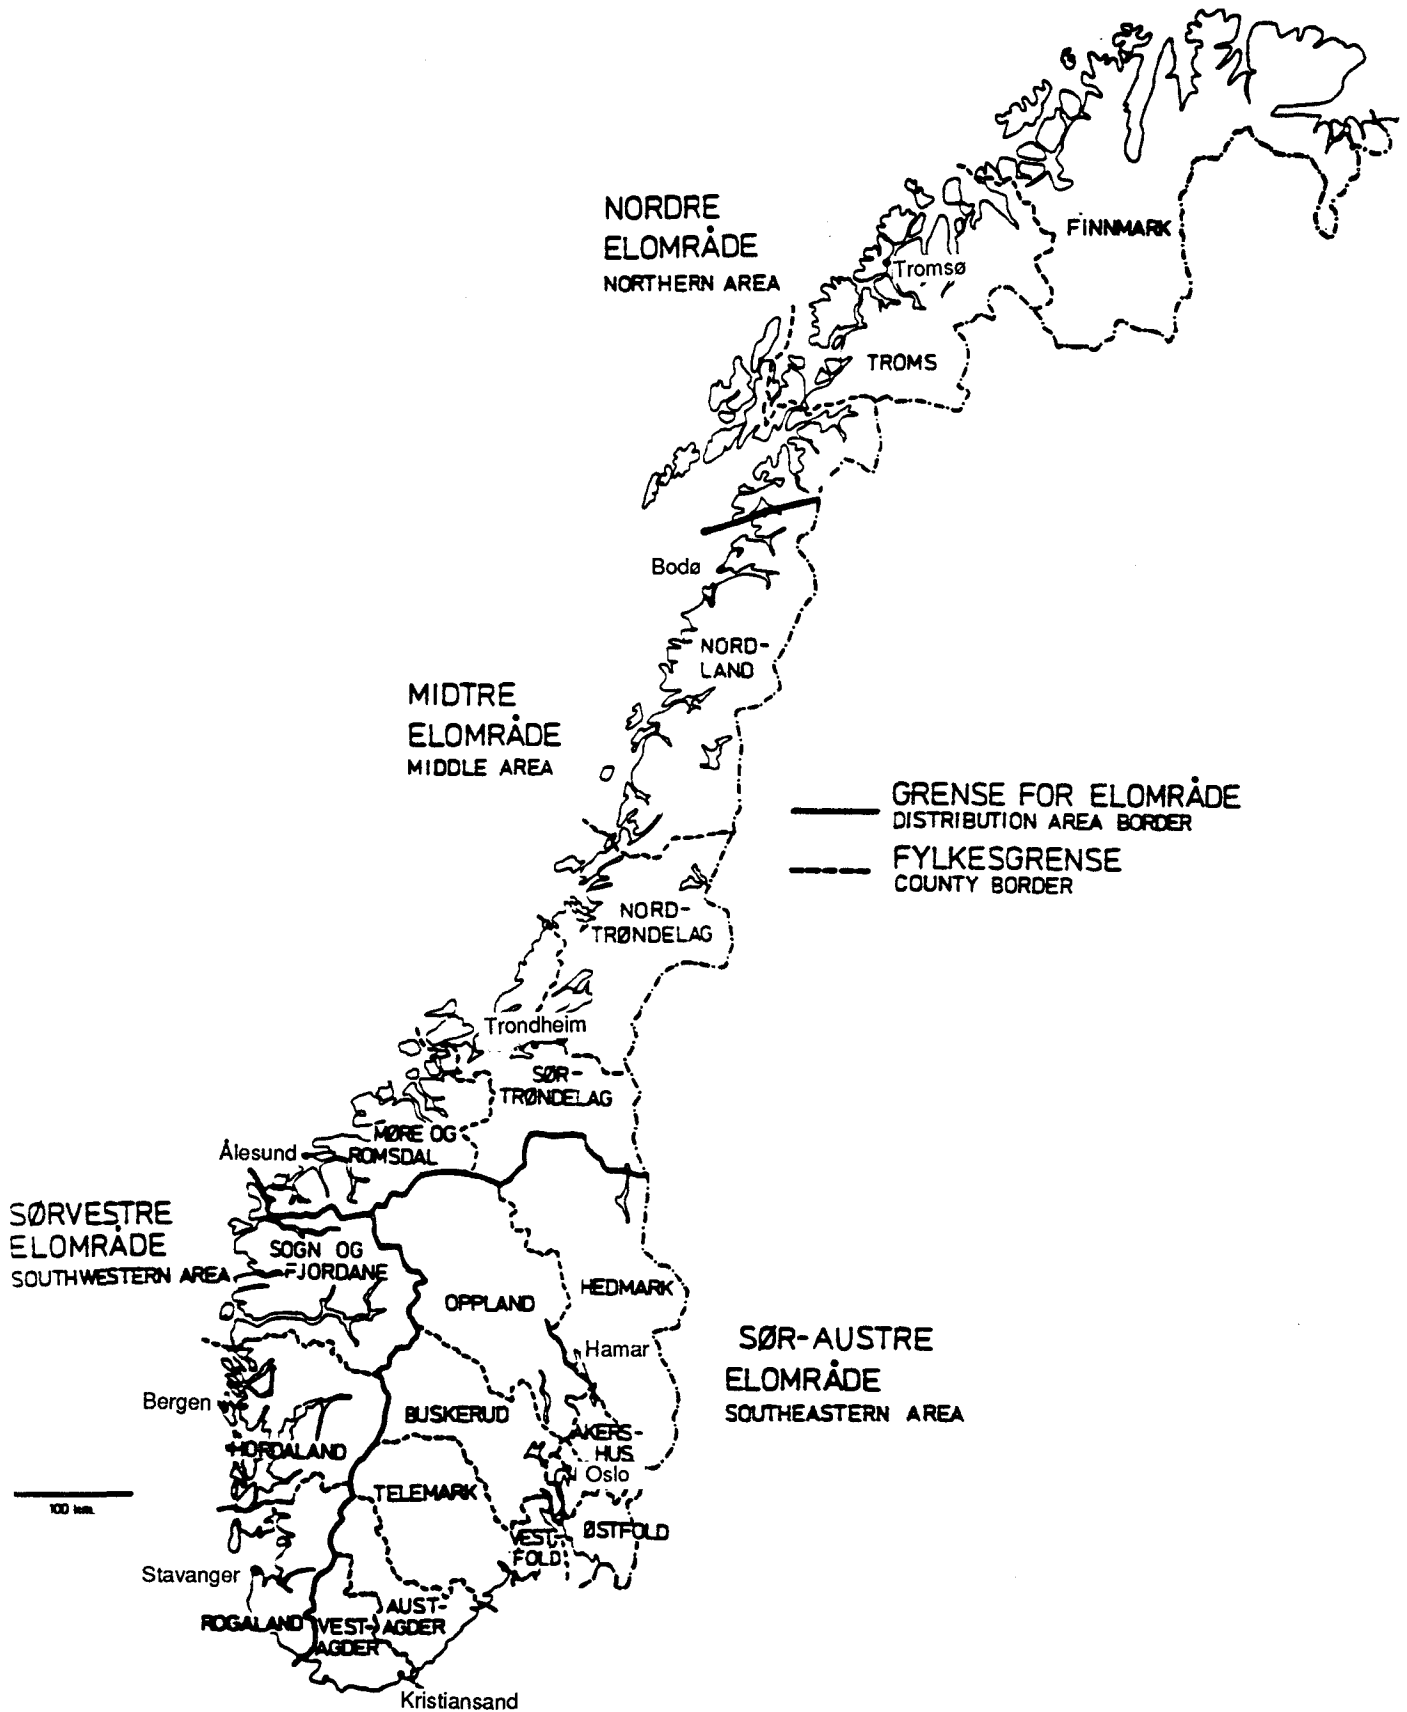 FINNMARK
NORDRE
ELOMRÅDE
NORTHERN AREA
Tromsø
TROMS
Bodø
NORD-
LAND
MIDTRE
ELOMRÅDE
MIDDLE AREA
GRENSE FOR ELOMRÅDE
DISTRIBUTION AREA BORDER
FYLKESGRENSE
COUNTY BORDER
NORD-
TRØNDELAG
Trondheim
SØR-
TRØNDELAG
MØRE OG
ROMSDAL
Ålesund
SØRVESTRE
ELOMRÅDE
SOUTHWESTERN AREA
SOGN OG
FJORDANE
OPPLAND
HEDMARK
Hamar
SØR-AUSTRE
ELOMRÅDE
SOUTHEASTERN AREA
Bergen
BUSKERUD
AKERS-
HUS
HORDALAND
Oslo
TELEMARK
100 km.
VEST-
FOLD
ØSTFOLD
Stavanger
ROGALAND
VEST-
AGDER
AUST-
AGDER
Kristiansand